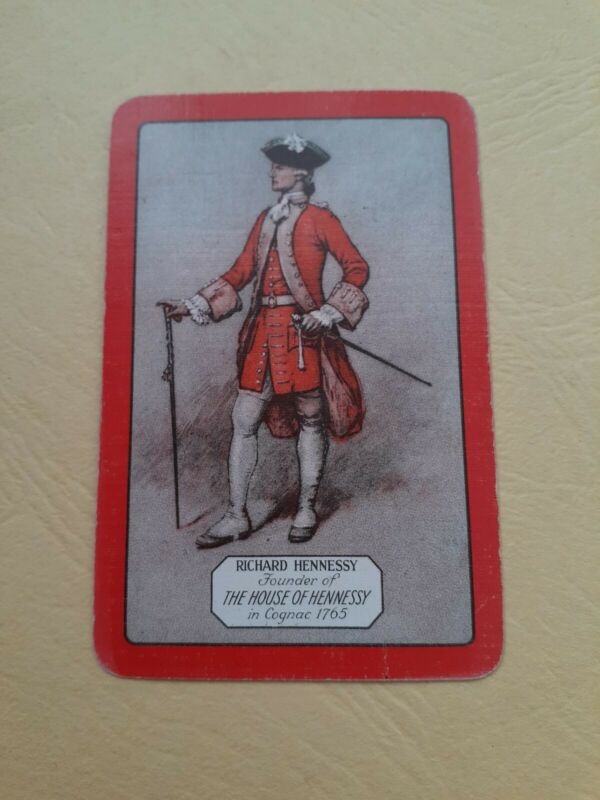 RICHARD HENNESSY
Founder of
THE HOUSE OF HENNESSY
in Cognac 1765